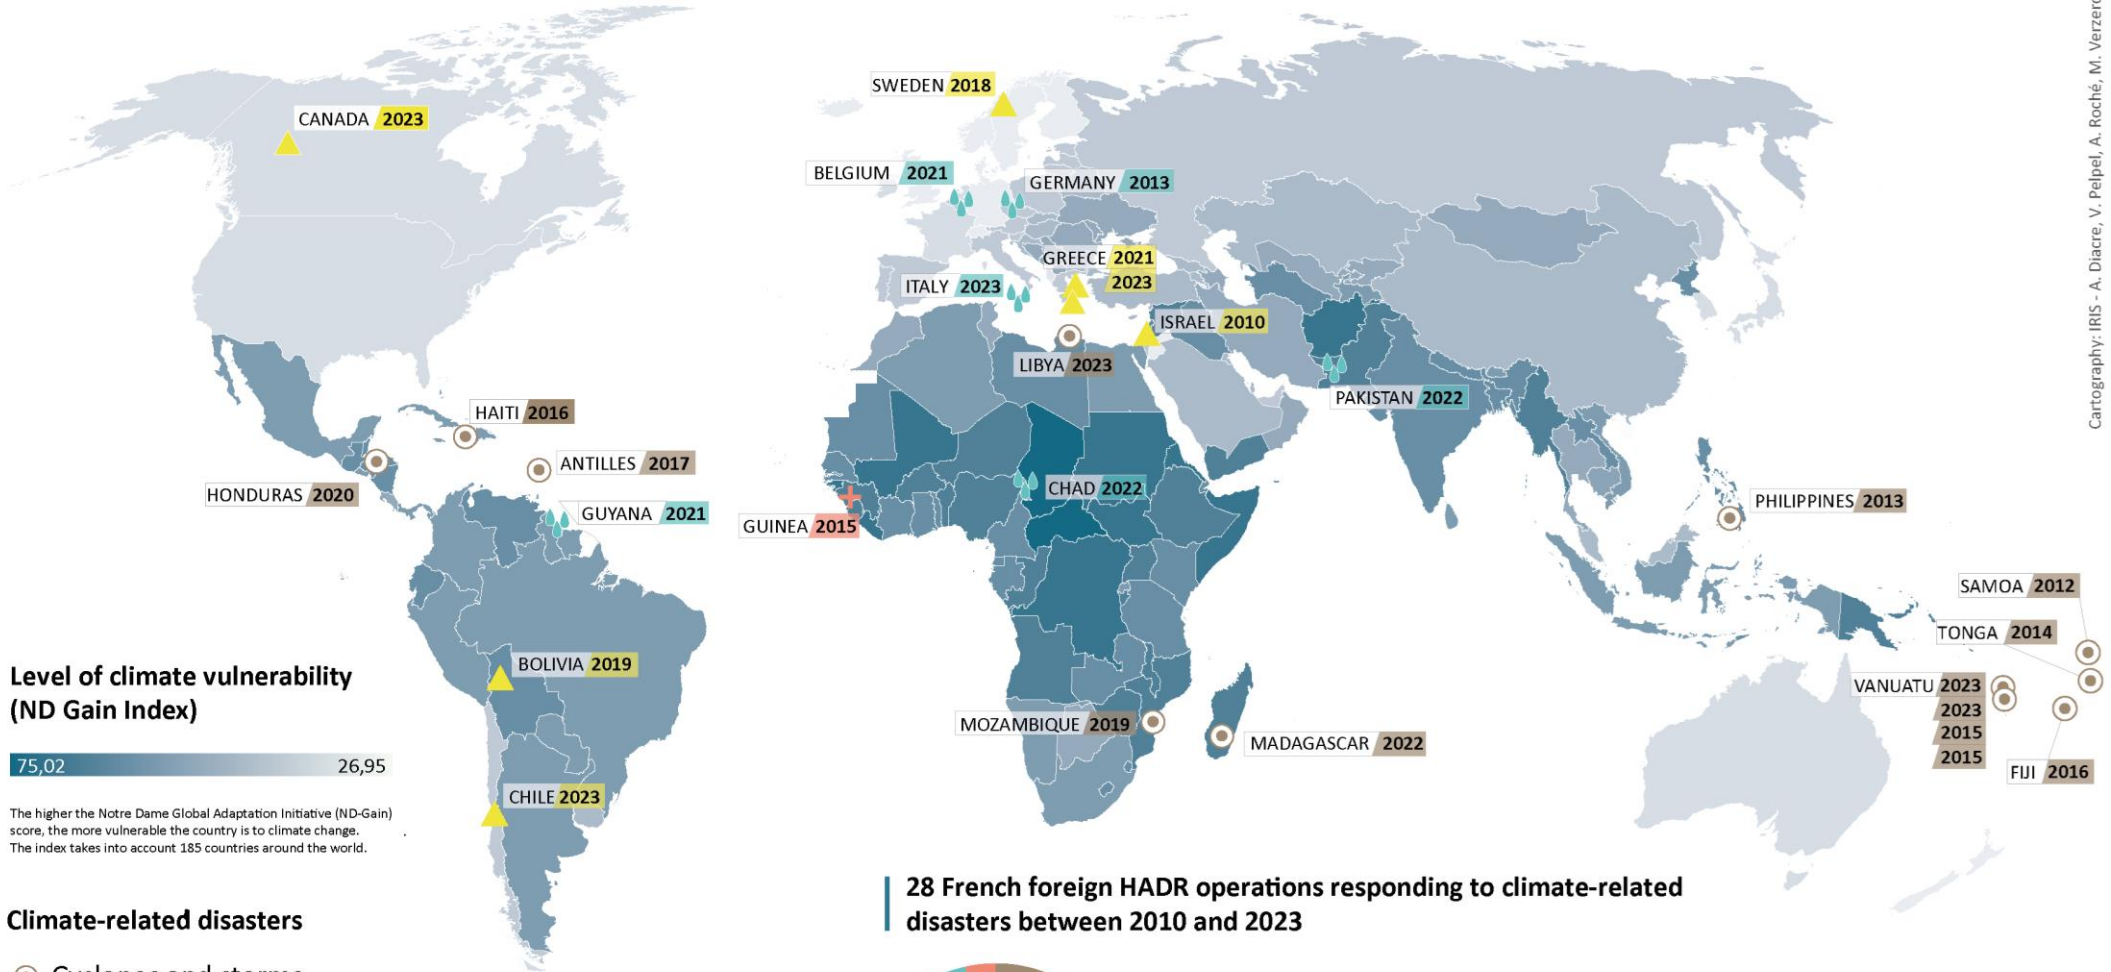 Cartography: IRIS - A. Diacre, V. Pelpel, A. Roché, M. Verzero
SWEDEN 2018
CANADA 2023
BELGIUM 2021
GERMANY 2013
GREECE 2021
2023
ITALY 2023
ISRAEL 2010
LIBYA 2023
PAKISTAN 2022
HAITI 2016
ANTILLES 2017
HONDURAS 2020
GUYANA 2021
CHAD 2022
GUINEA 2015
PHILIPPINES 2013
SAMOA 2012
TONGA 2014
VANUATU 2023
2023
2015
2015
FIJI 2016
BOLIVIA 2019
MOZAMBIQUE 2019
MADAGASCAR 2022
CHILE 2023
Level of climate vulnerability
(ND Gain Index)
75,02 26,95
The higher the Notre Dame Global Adaptation Initiative (ND-Gain)
score, the more vulnerable the country is to climate change.
The index takes into account 185 countries around the world.
28 French foreign HADR operations responding to climate-related
disasters between 2010 and 2023
Climate-related disasters
Cyclones and storms